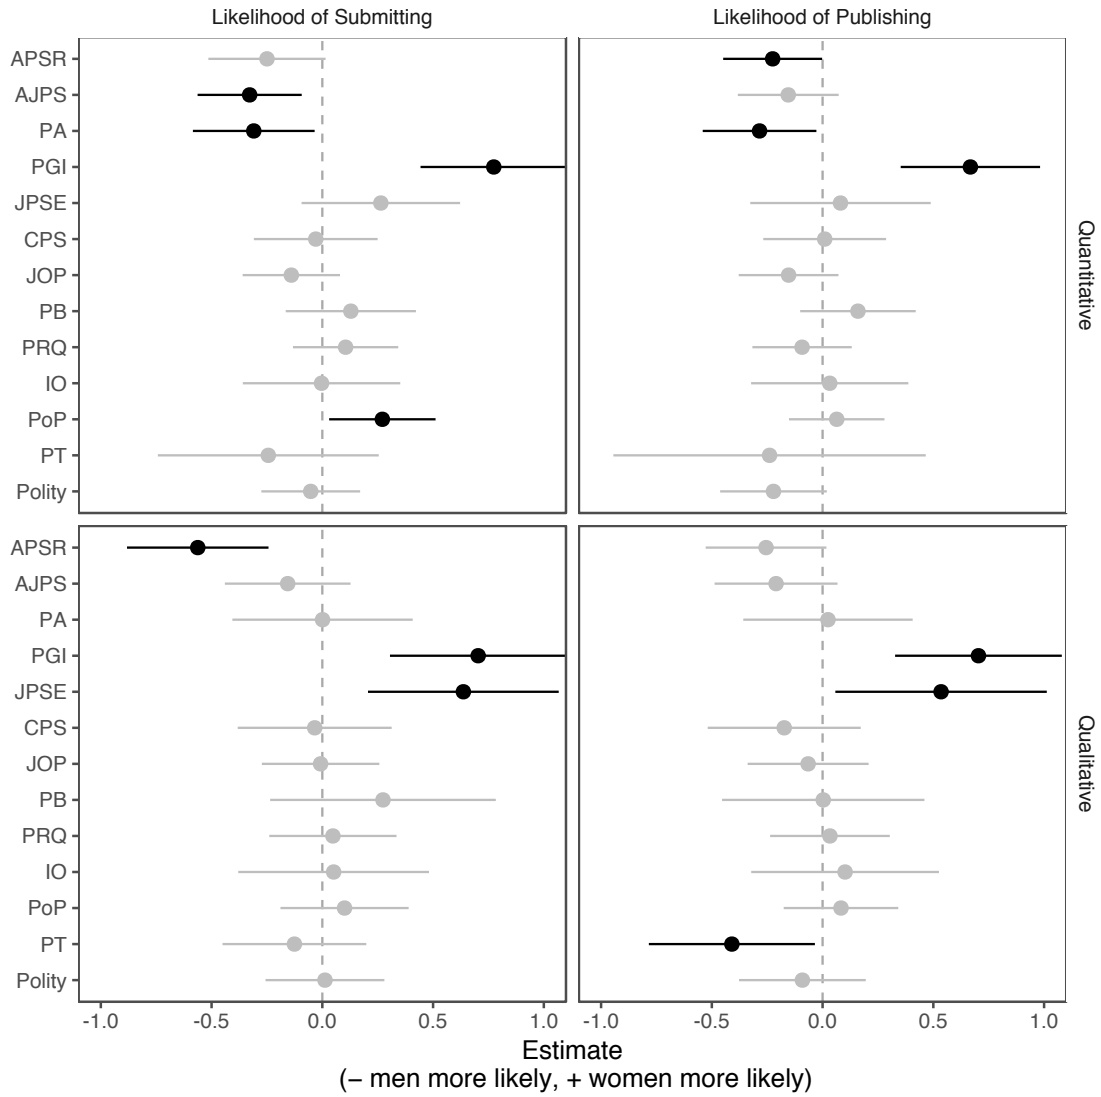 Likelihood of Submitting
Likelihood of Publishing
APSR
AJPS
PA
PGI
JPSE
CPS
JOP
PB
PRQ
IO
PoP
PT
Polity
Quantitative
APSR
AJPS
PA
PGI
JPSE
CPS
JOP
PB
PRQ
IO
PoP
PT
Polity
Qualitative
-1.0 -0.5 0.0 0.5 1.0 -1.0 -0.5 0.0 0.5 1.0
Estimate
(− men more likely, + women more likely)